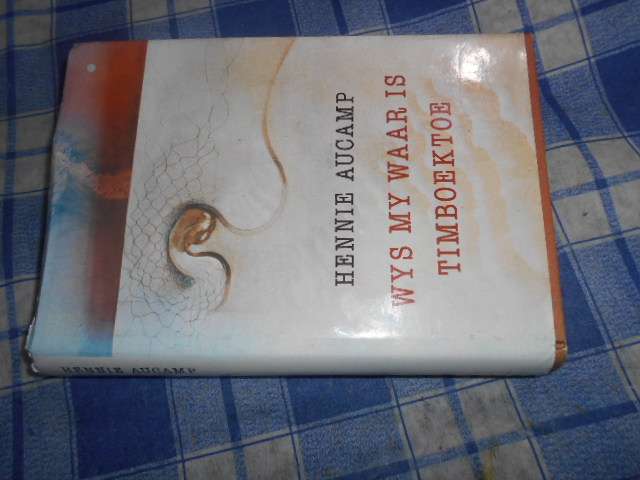 HENNIE AUCAMP
WYS MY WAAR IS
TIMBOEKTOE
HENNIE AUCAMP